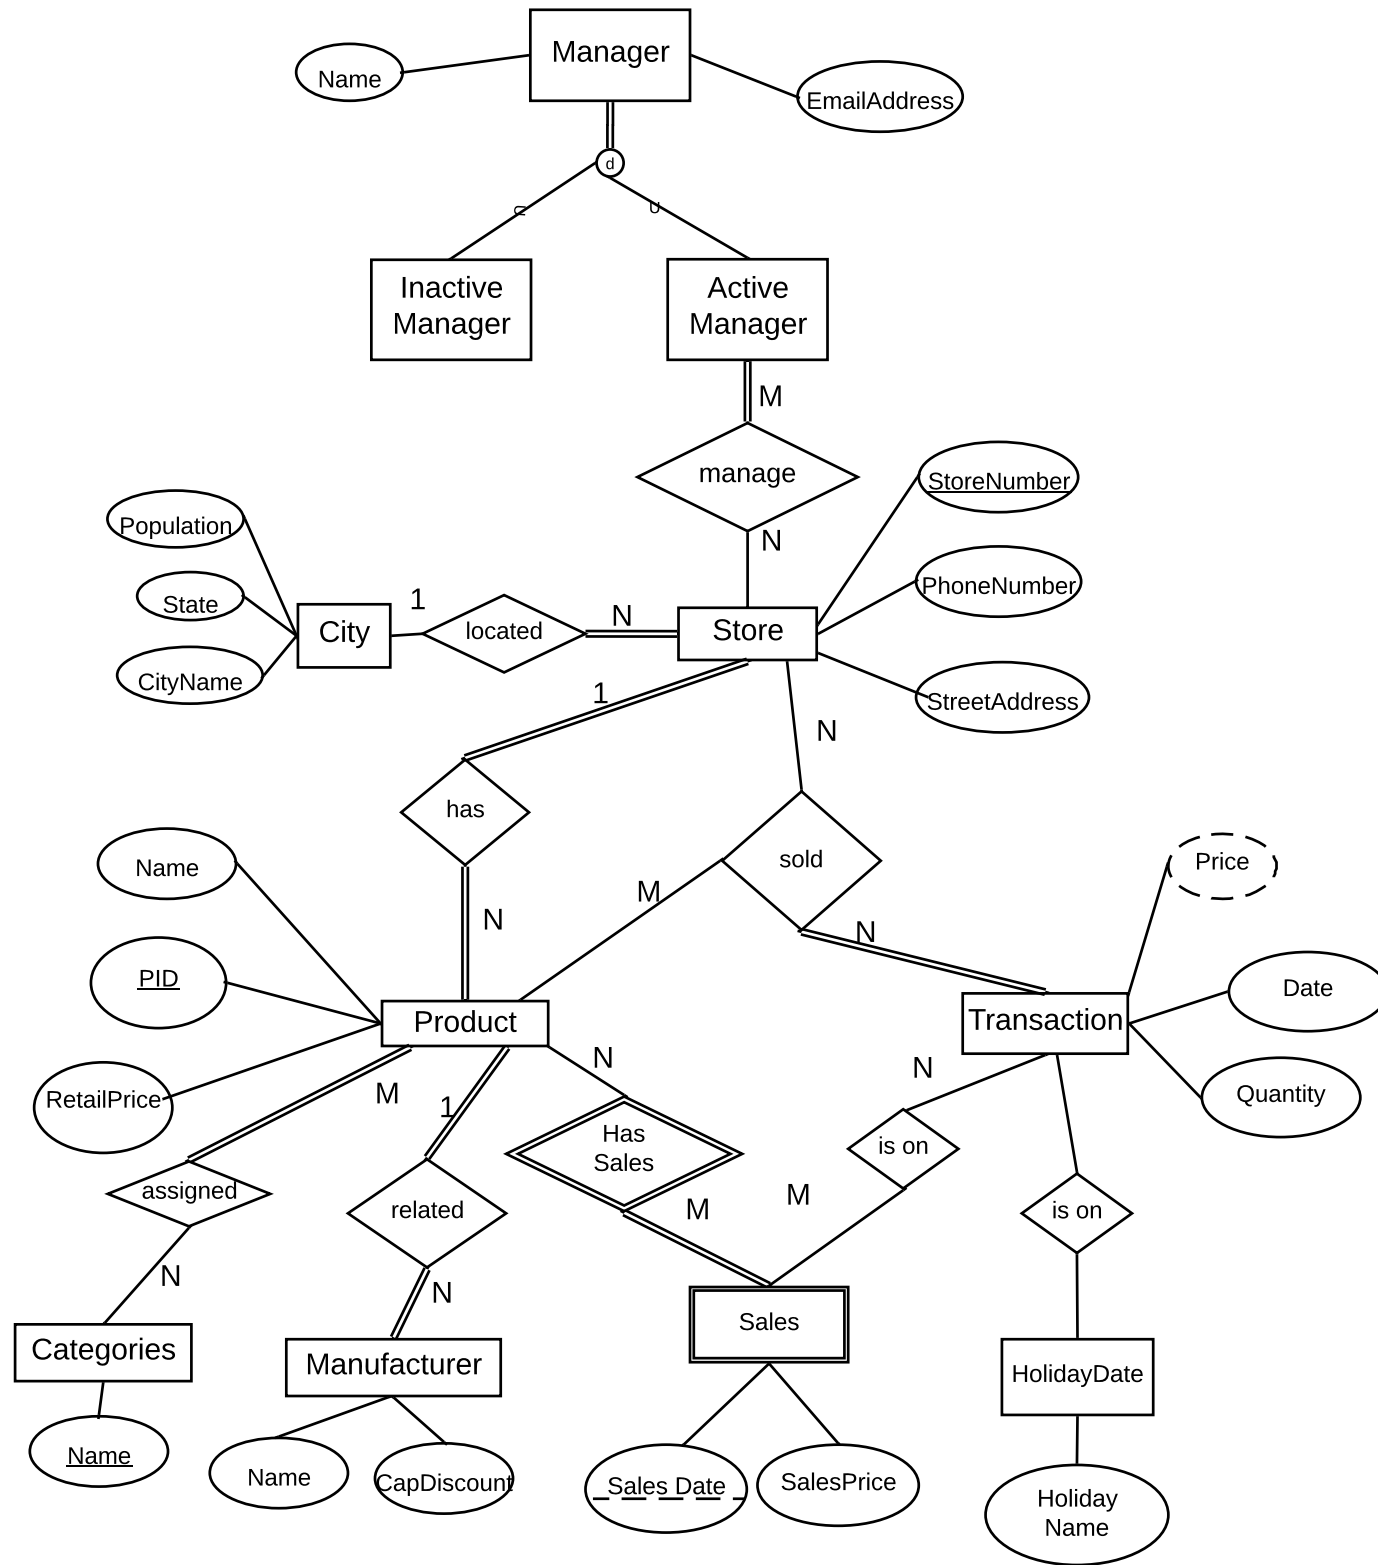 Manager
Name
EmailAddress
d
U
U
Inactive
Manager
Active
Manager
M
manage
StoreNumber
Population
N
PhoneNumber
State
1
N
City
located
Store
CityName
StreetAddress
1
N
has
sold
Price
Name
M
N
N
PID
Date
Product
Transaction
RetailPrice
M
1
N
N
Quantity
Has
Sales
is on
assigned
related
M
M
is on
N
N
Categories
Manufacturer
Sales
HolidayDate
Name
Name
CapDiscount
Sales Date
SalesPrice
Holiday
Name